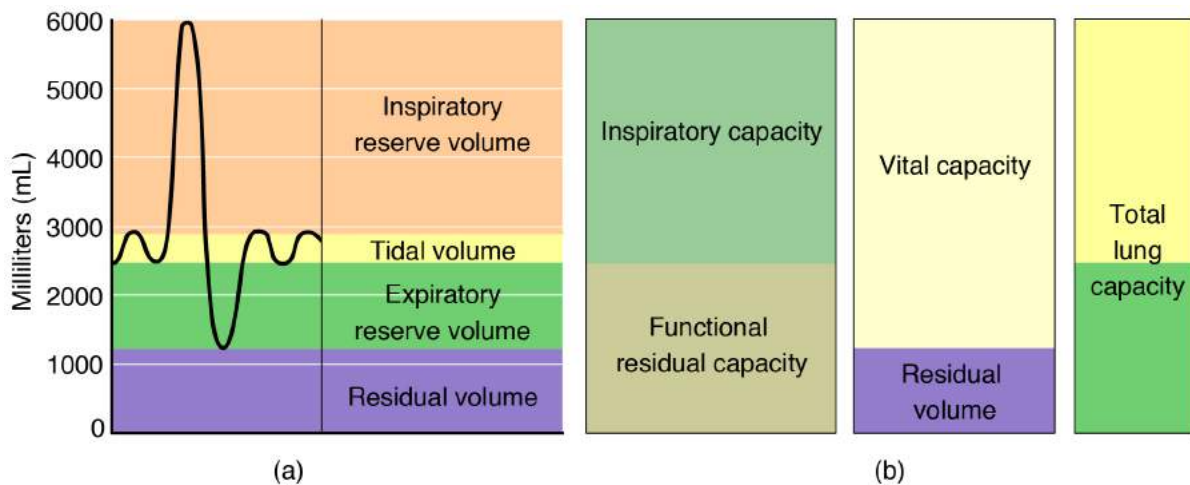 6000
5000
4000
3000
2000
1000
0
Milliliters (mL)
Inspiratory
reserve volume
Tidal volume
Expiratory
reserve volume
Residual volume
(a)
Inspiratory capacity
Functional
residual capacity
Vital capacity
Residual
volume
Total
lung
capacity
(b)